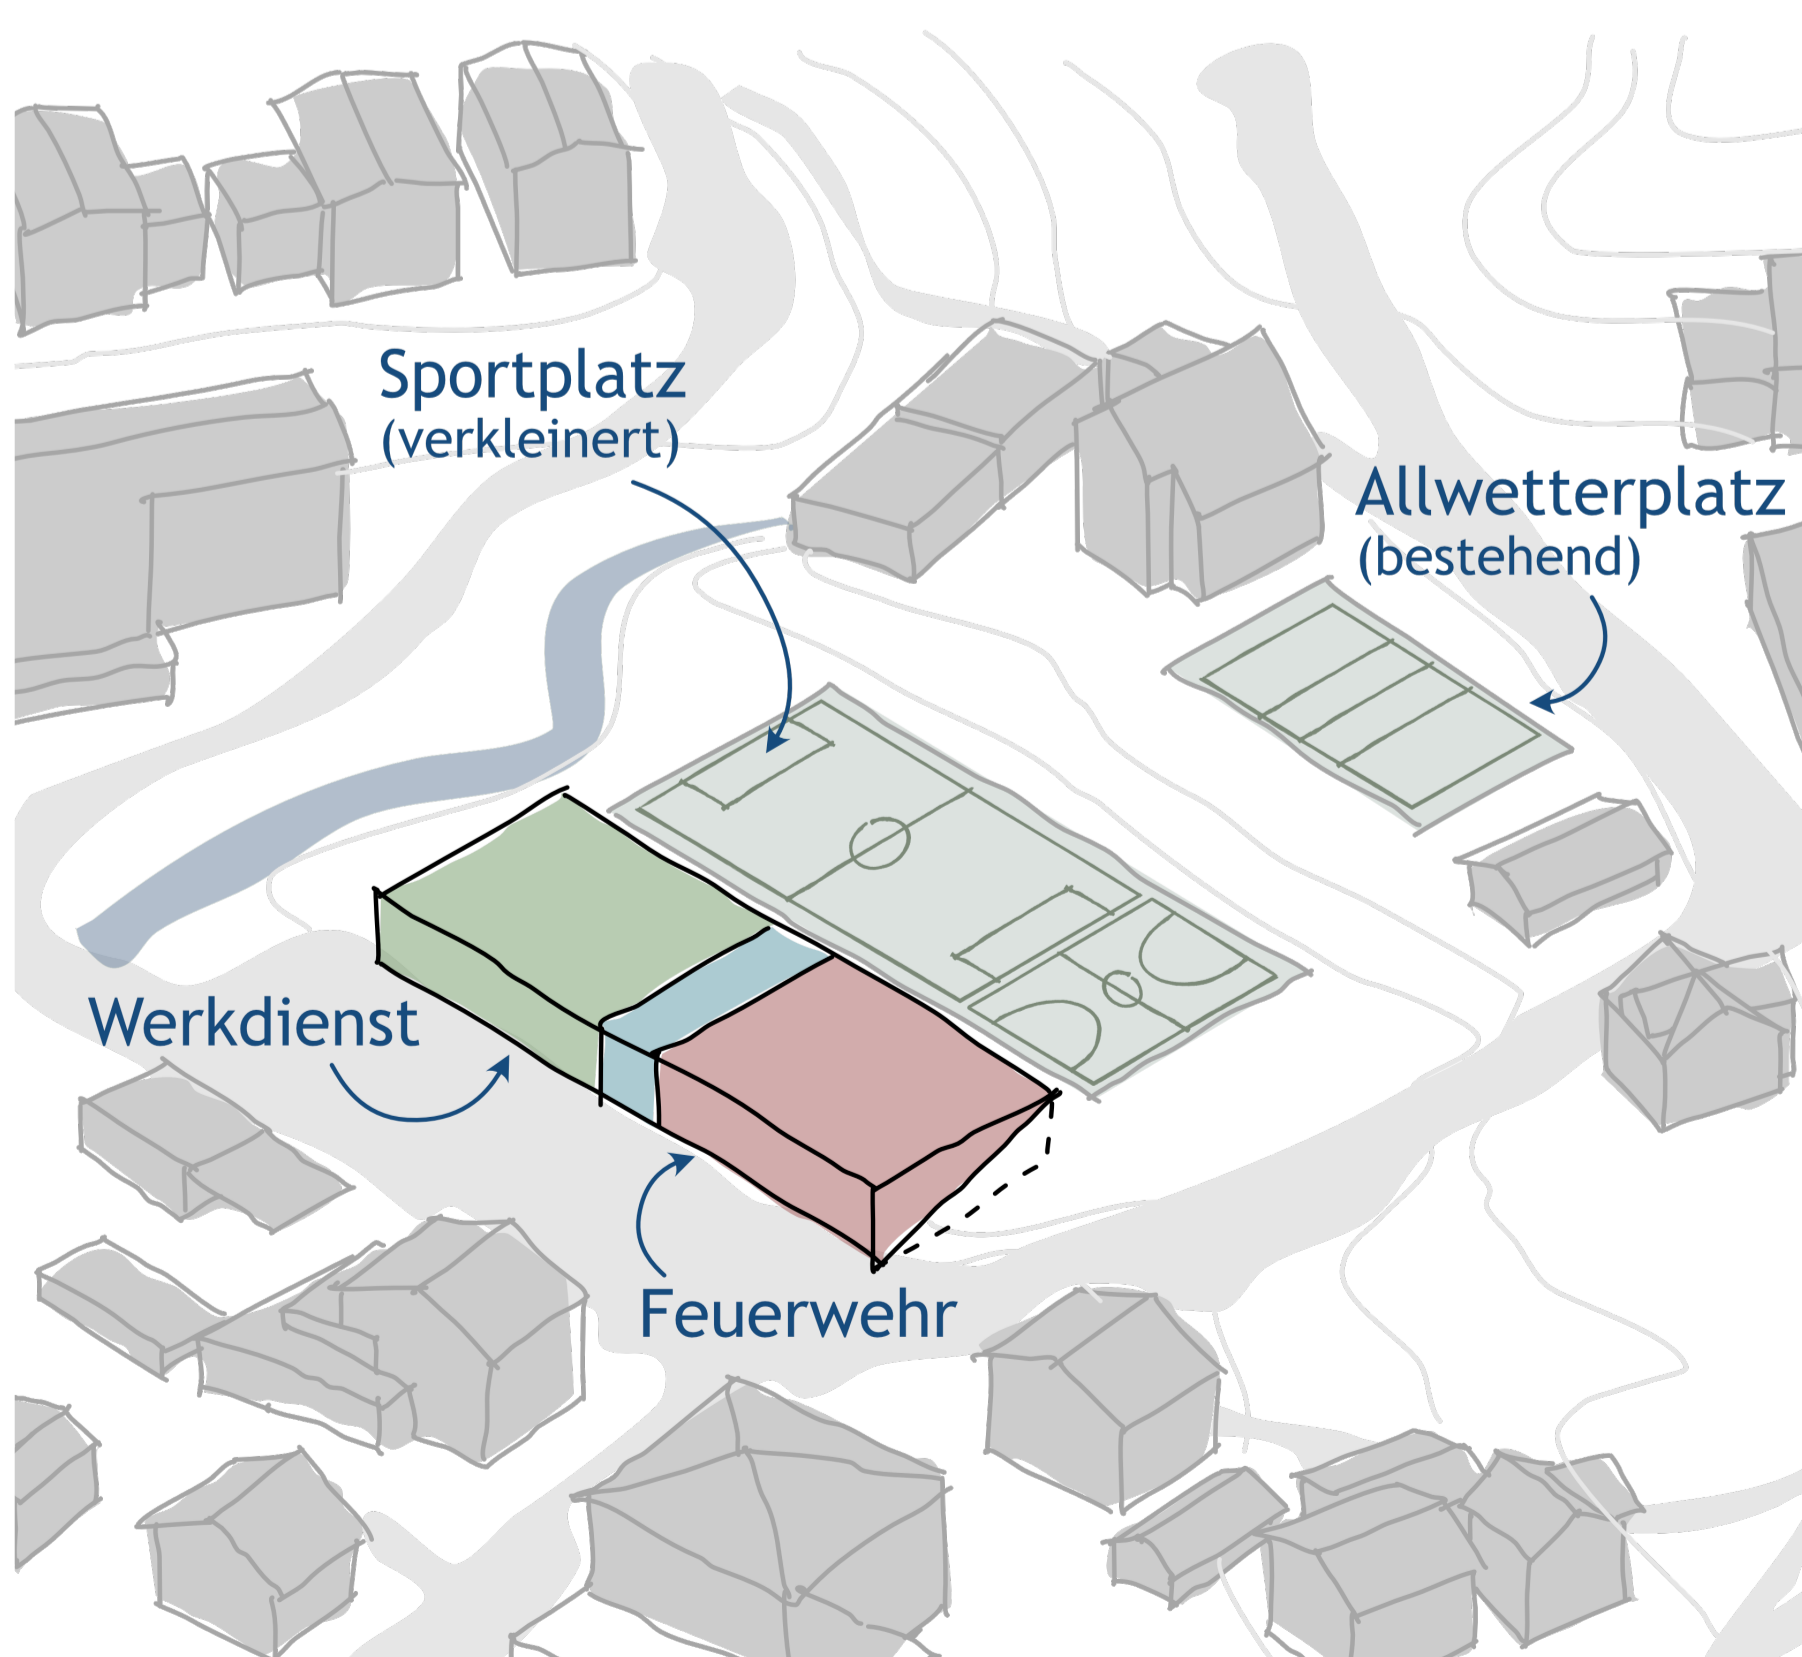 Sportplatz
(verkleinert)
Allwetterplatz
(bestehend)
Werkdienst
Feuerwehr